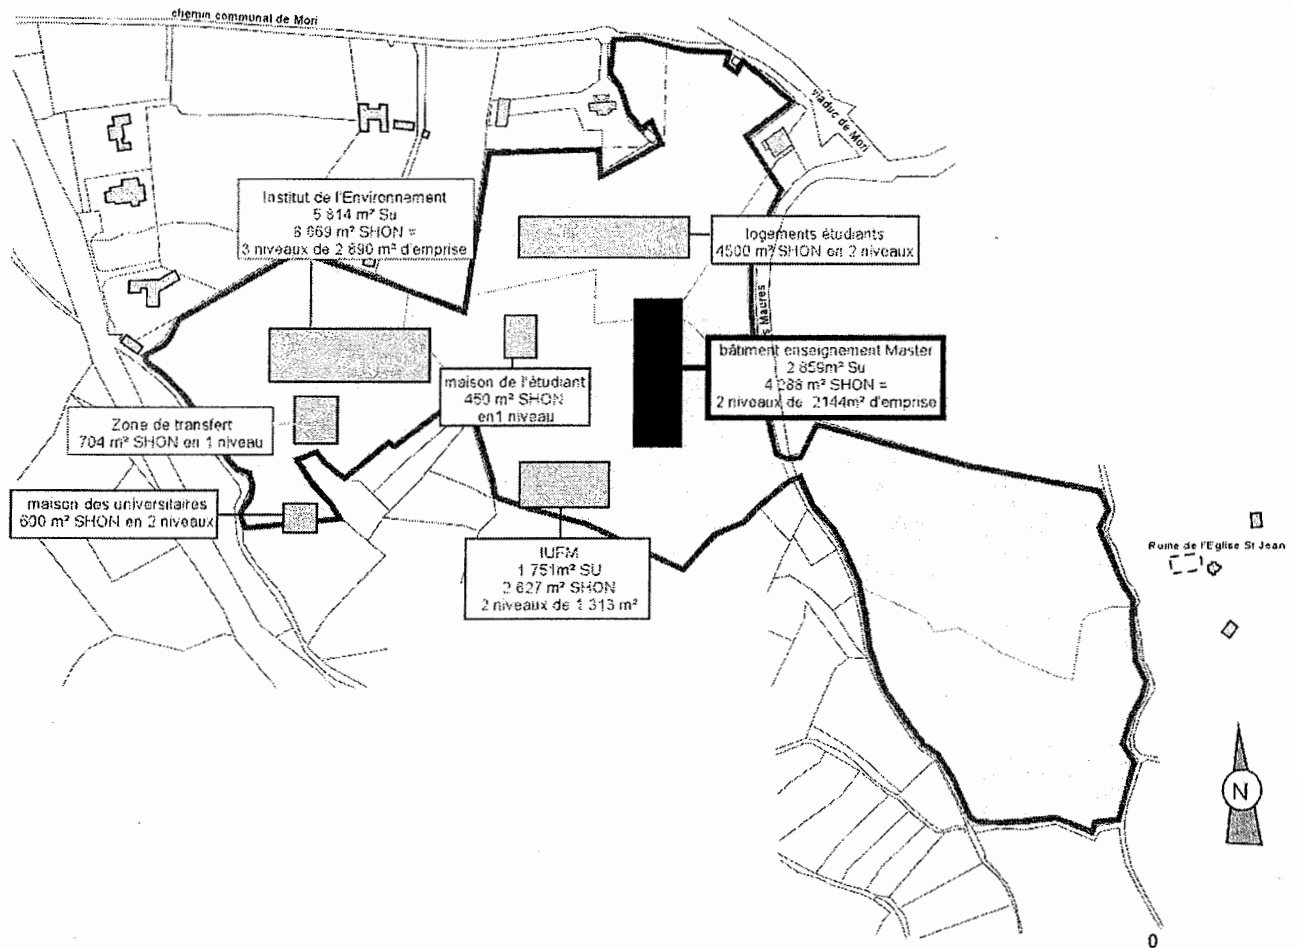 chemin communal de Mori
viaduc de Mori
Institut de l'Environnement
5 814 m² Su
8 669 m² SHON =
3 niveaux de 2 890 m² d'emprise
logements étudiants
4500 m² SHON en 2 niveaux
Maures
bâtiment enseignement Master
2 859m² Su
4 288 m² SHON =
2 niveaux de 2144m² d'emprise
maison de l'étudiant
450 m² SHON
en1 niveau
Zone de transfert
704 m² SHON en 1 niveau
maison des universitaires
600 m² SHON en 2 niveaux
IUFM
1 751m² SU
2 627 m² SHON
2 niveaux de 1 313 m²
Ruine de l'Eglise St Jean
N
0